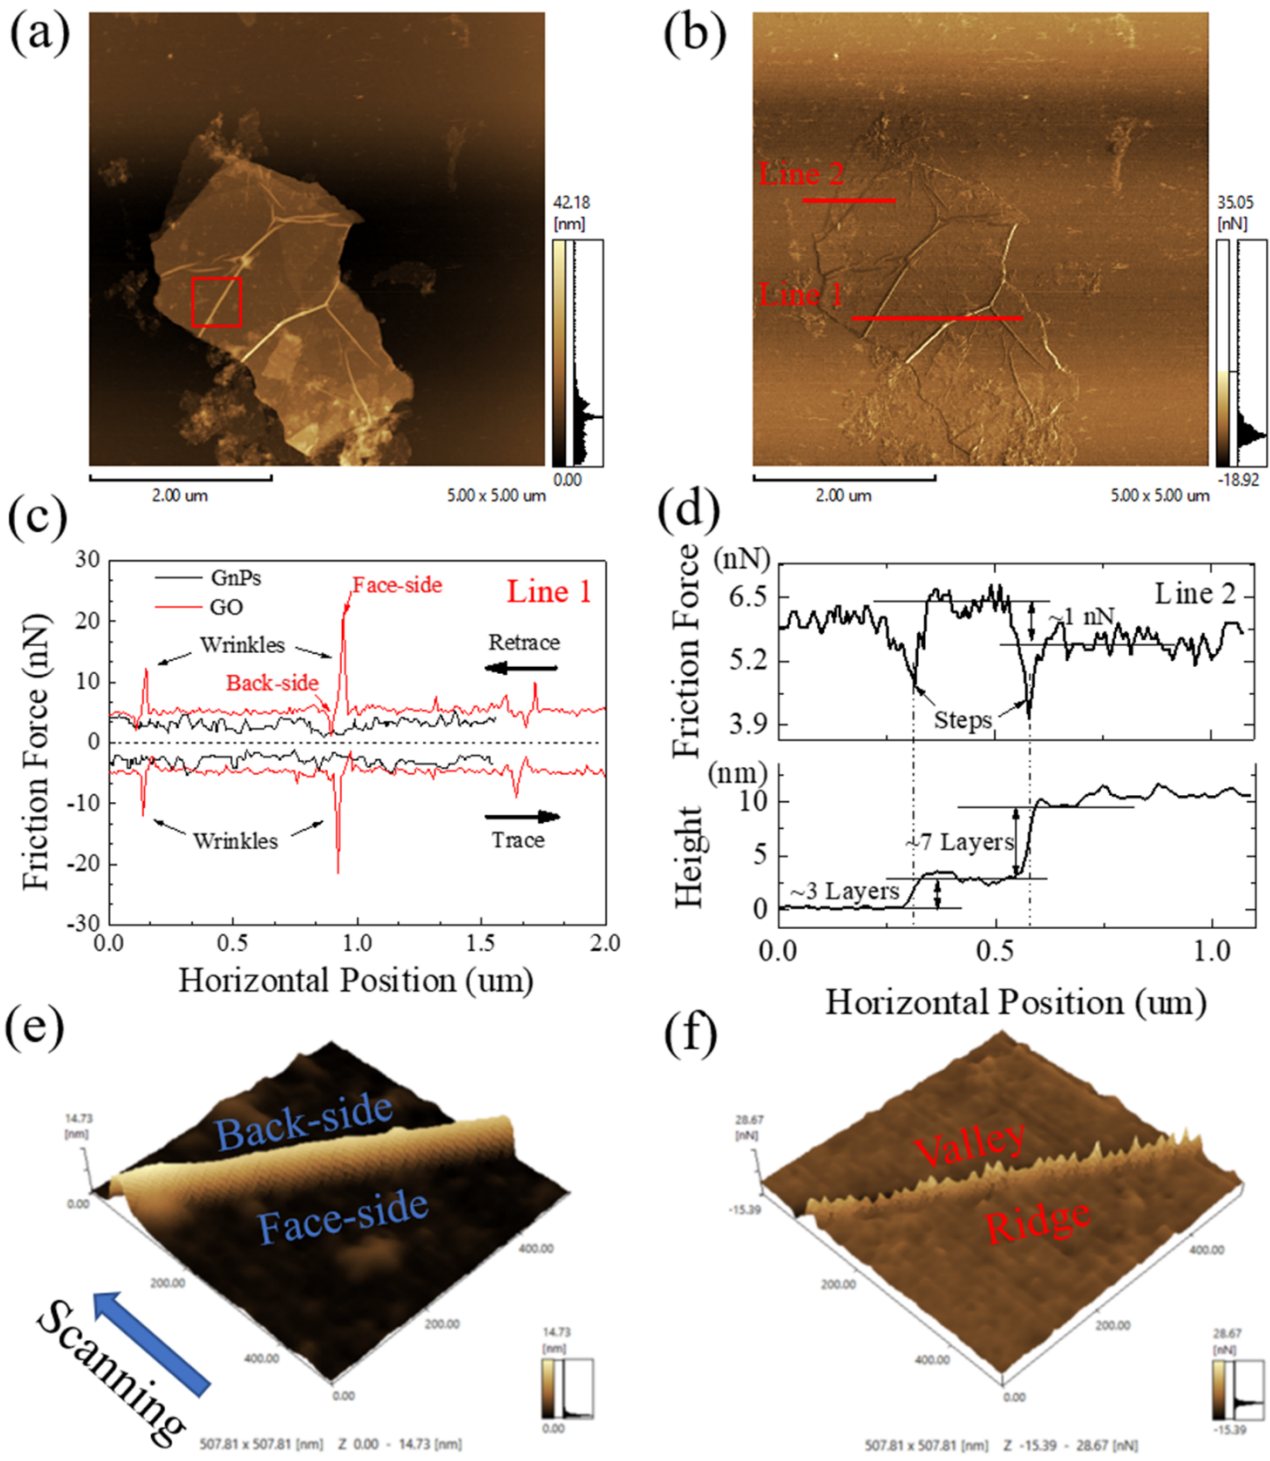 (a)
42.18
[nm]
0.00
2.00 um
5.00 x 5.00 um
(b)
Line 2
Line 1
35.05
[nN]
-18.92
2.00 um
5.00 x 5.00 um
(c)
Friction Force (nN)
30
20
10
0
-10
-20
-30
GnPs
GO
Face-side
Line 1
Wrinkles
Retrace
Back-side
Wrinkles
Trace
0.0
0.5
1.0
1.5
2.0
Horizontal Position (um)
(d)
Friction Force
(nN)
6.5
5.2
3.9
Line 2
~1 nN
Steps
Height
(nm)
10
5
0
~7 Layers
~3 Layers
0.0
0.5
1.0
Horizontal Position (um)
(e)
14.73
[nm]
0.00
Back-side
Face-side
200.00
400.00
400.00
200.00
0.00
Scanning
14.73
[nm]
0.00
507.81 x 507.81 [nm] Z 0.00 - 14.73 [nm]
(f)
28.67
[nN]
-15.39
Valley
Ridge
200.00
400.00
400.00
200.00
0.00
28.67
[nN]
-15.39
507.81 x 507.81 [nm] Z -15.39 - 28.67 [nN]